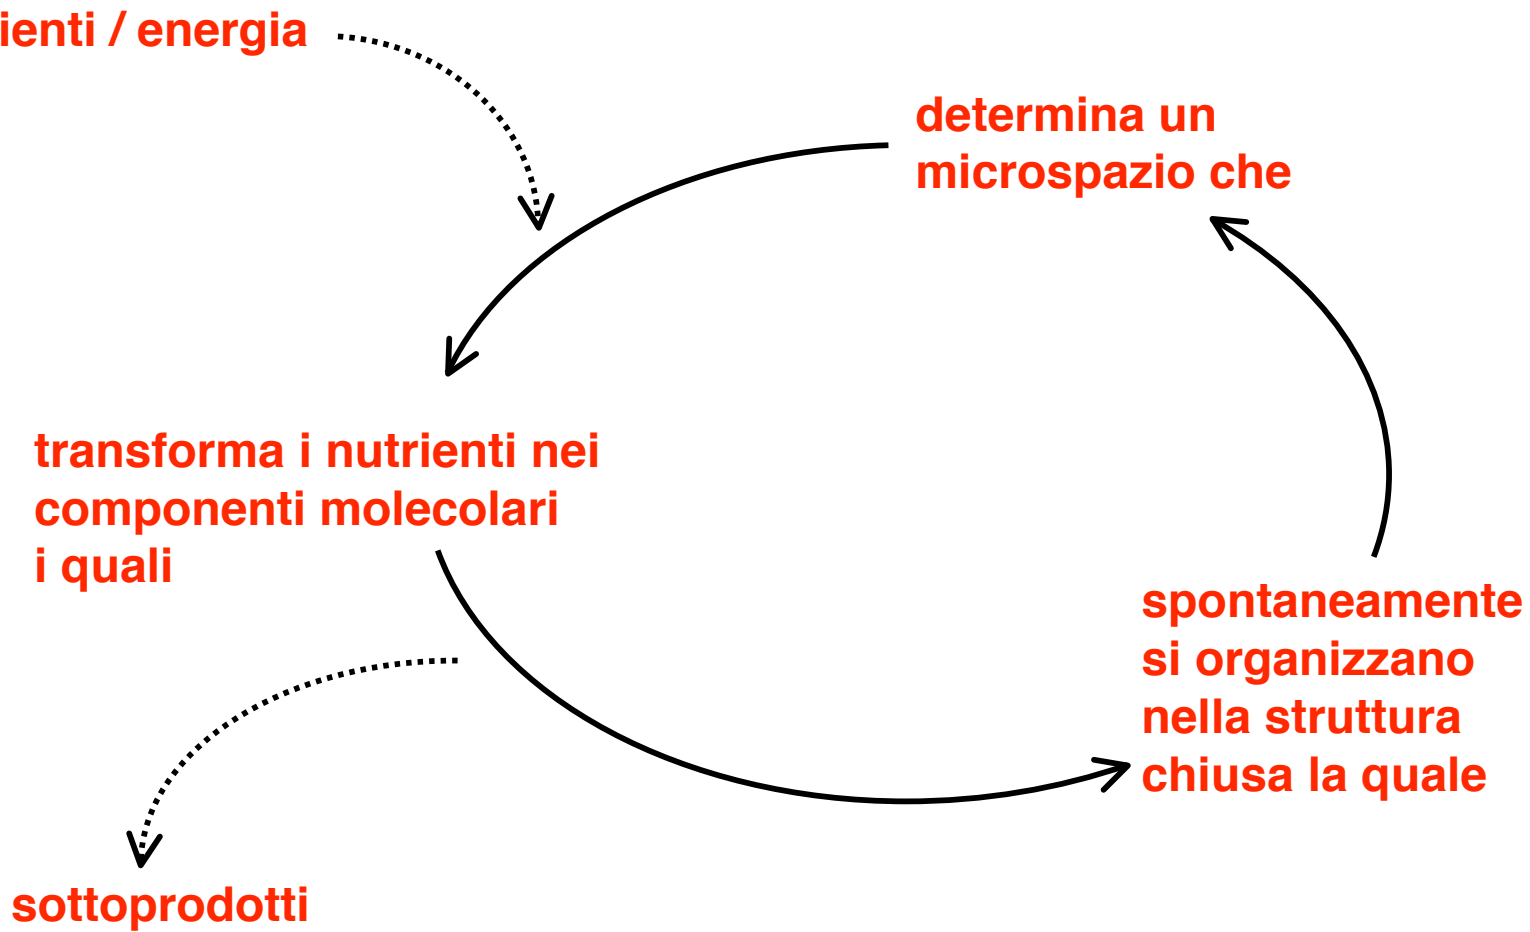 ienti / energia
determina un
microspazio che
transforma i nutrienti nei
componenti molecolari
i quali
spontaneamente
si organizzano
nella struttura
chiusa la quale
sottoprodotti